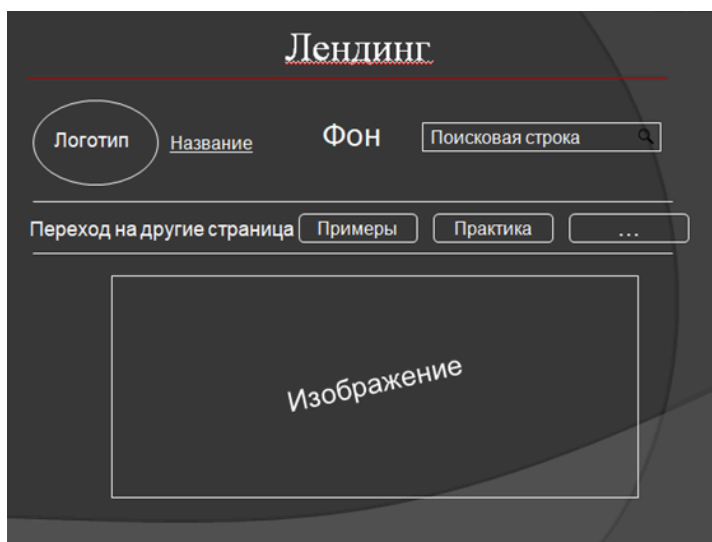 Лендинг
Логотип
Название
Фон
Поисковая строка
Переход на другие страница
Примеры
Практика
...
Изображение